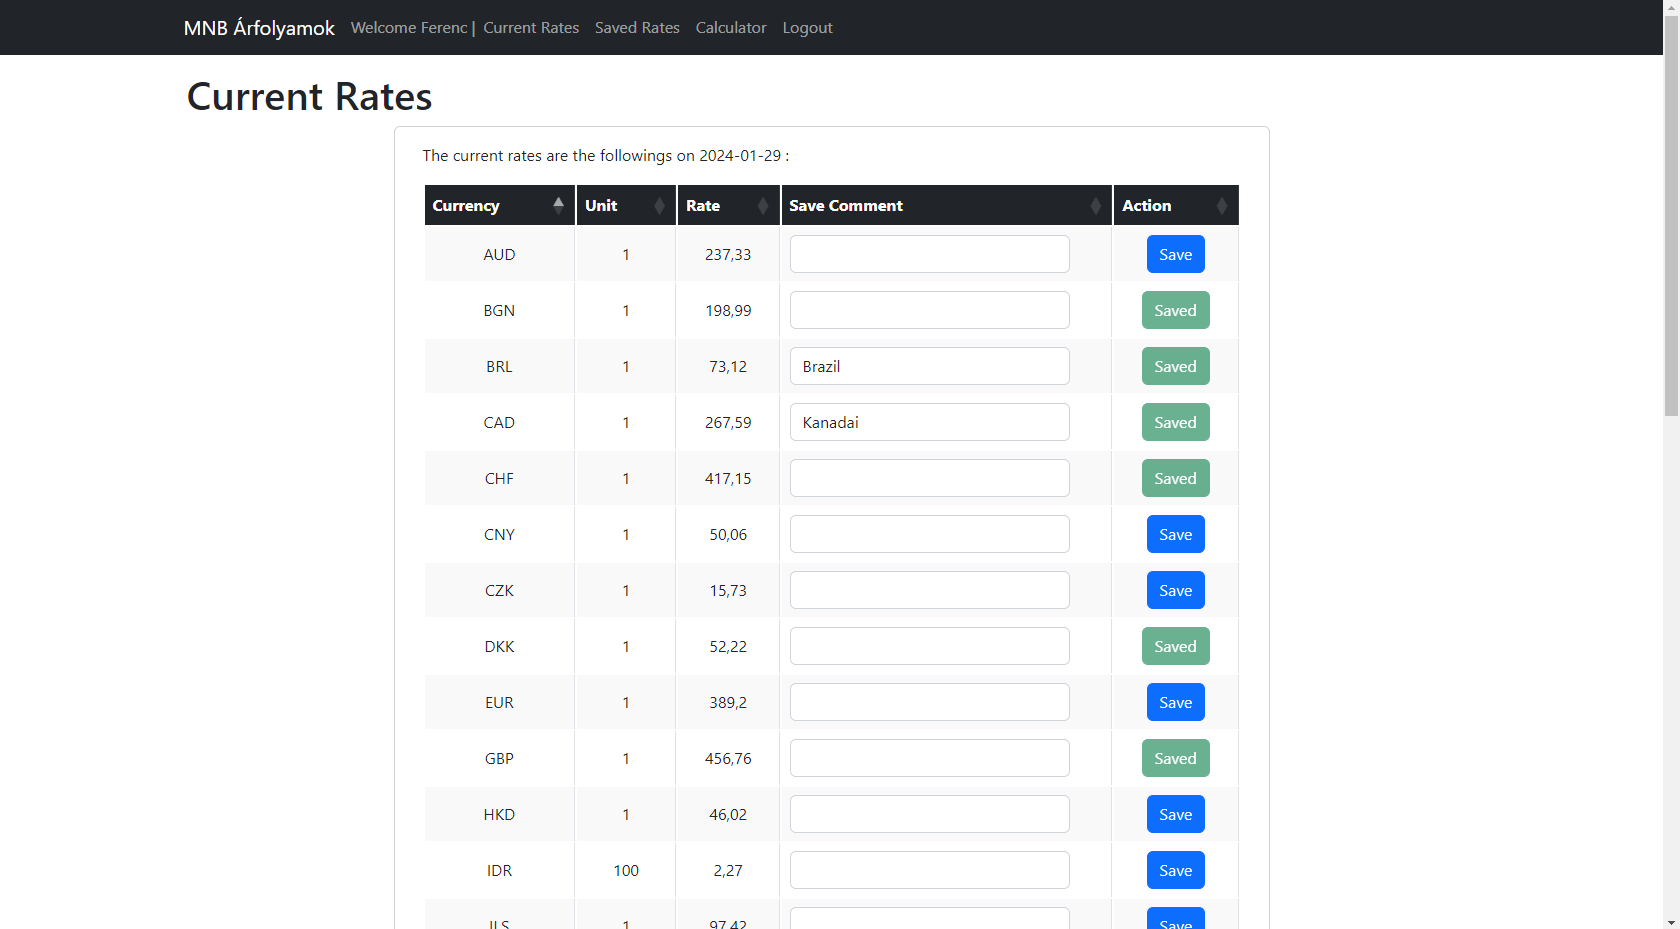 MNB Árfolyamok Welcome Ferenc | Current Rates Saved Rates Calculator Logout
Current Rates
The current rates are the followings on 2024-01-29 :
Currency Unit Rate Save Comment Action
AUD 1 237,33 Save
BGN 1 198,99 Saved
BRL 1 73,12 Brazil Saved
CAD 1 267,59 Kanadai Saved
CHF 1 417,15 Saved
CNY 1 50,06 Save
CZK 1 15,73 Save
DKK 1 52,22 Saved
EUR 1 389,2 Save
GBP 1 456,76 Saved
HKD 1 46,02 Save
IDR 100 2,27 Save
ILS 1 97,42 Save